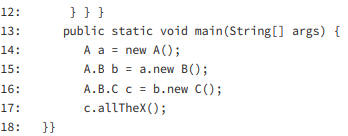 12:       } } }
13:    public static void main(String[] args) {
14:       A a = new A();
15:       A.B b = a.new B();
16:       A.B.C c = b.new C();
17:       c.allTheX();
18: }}